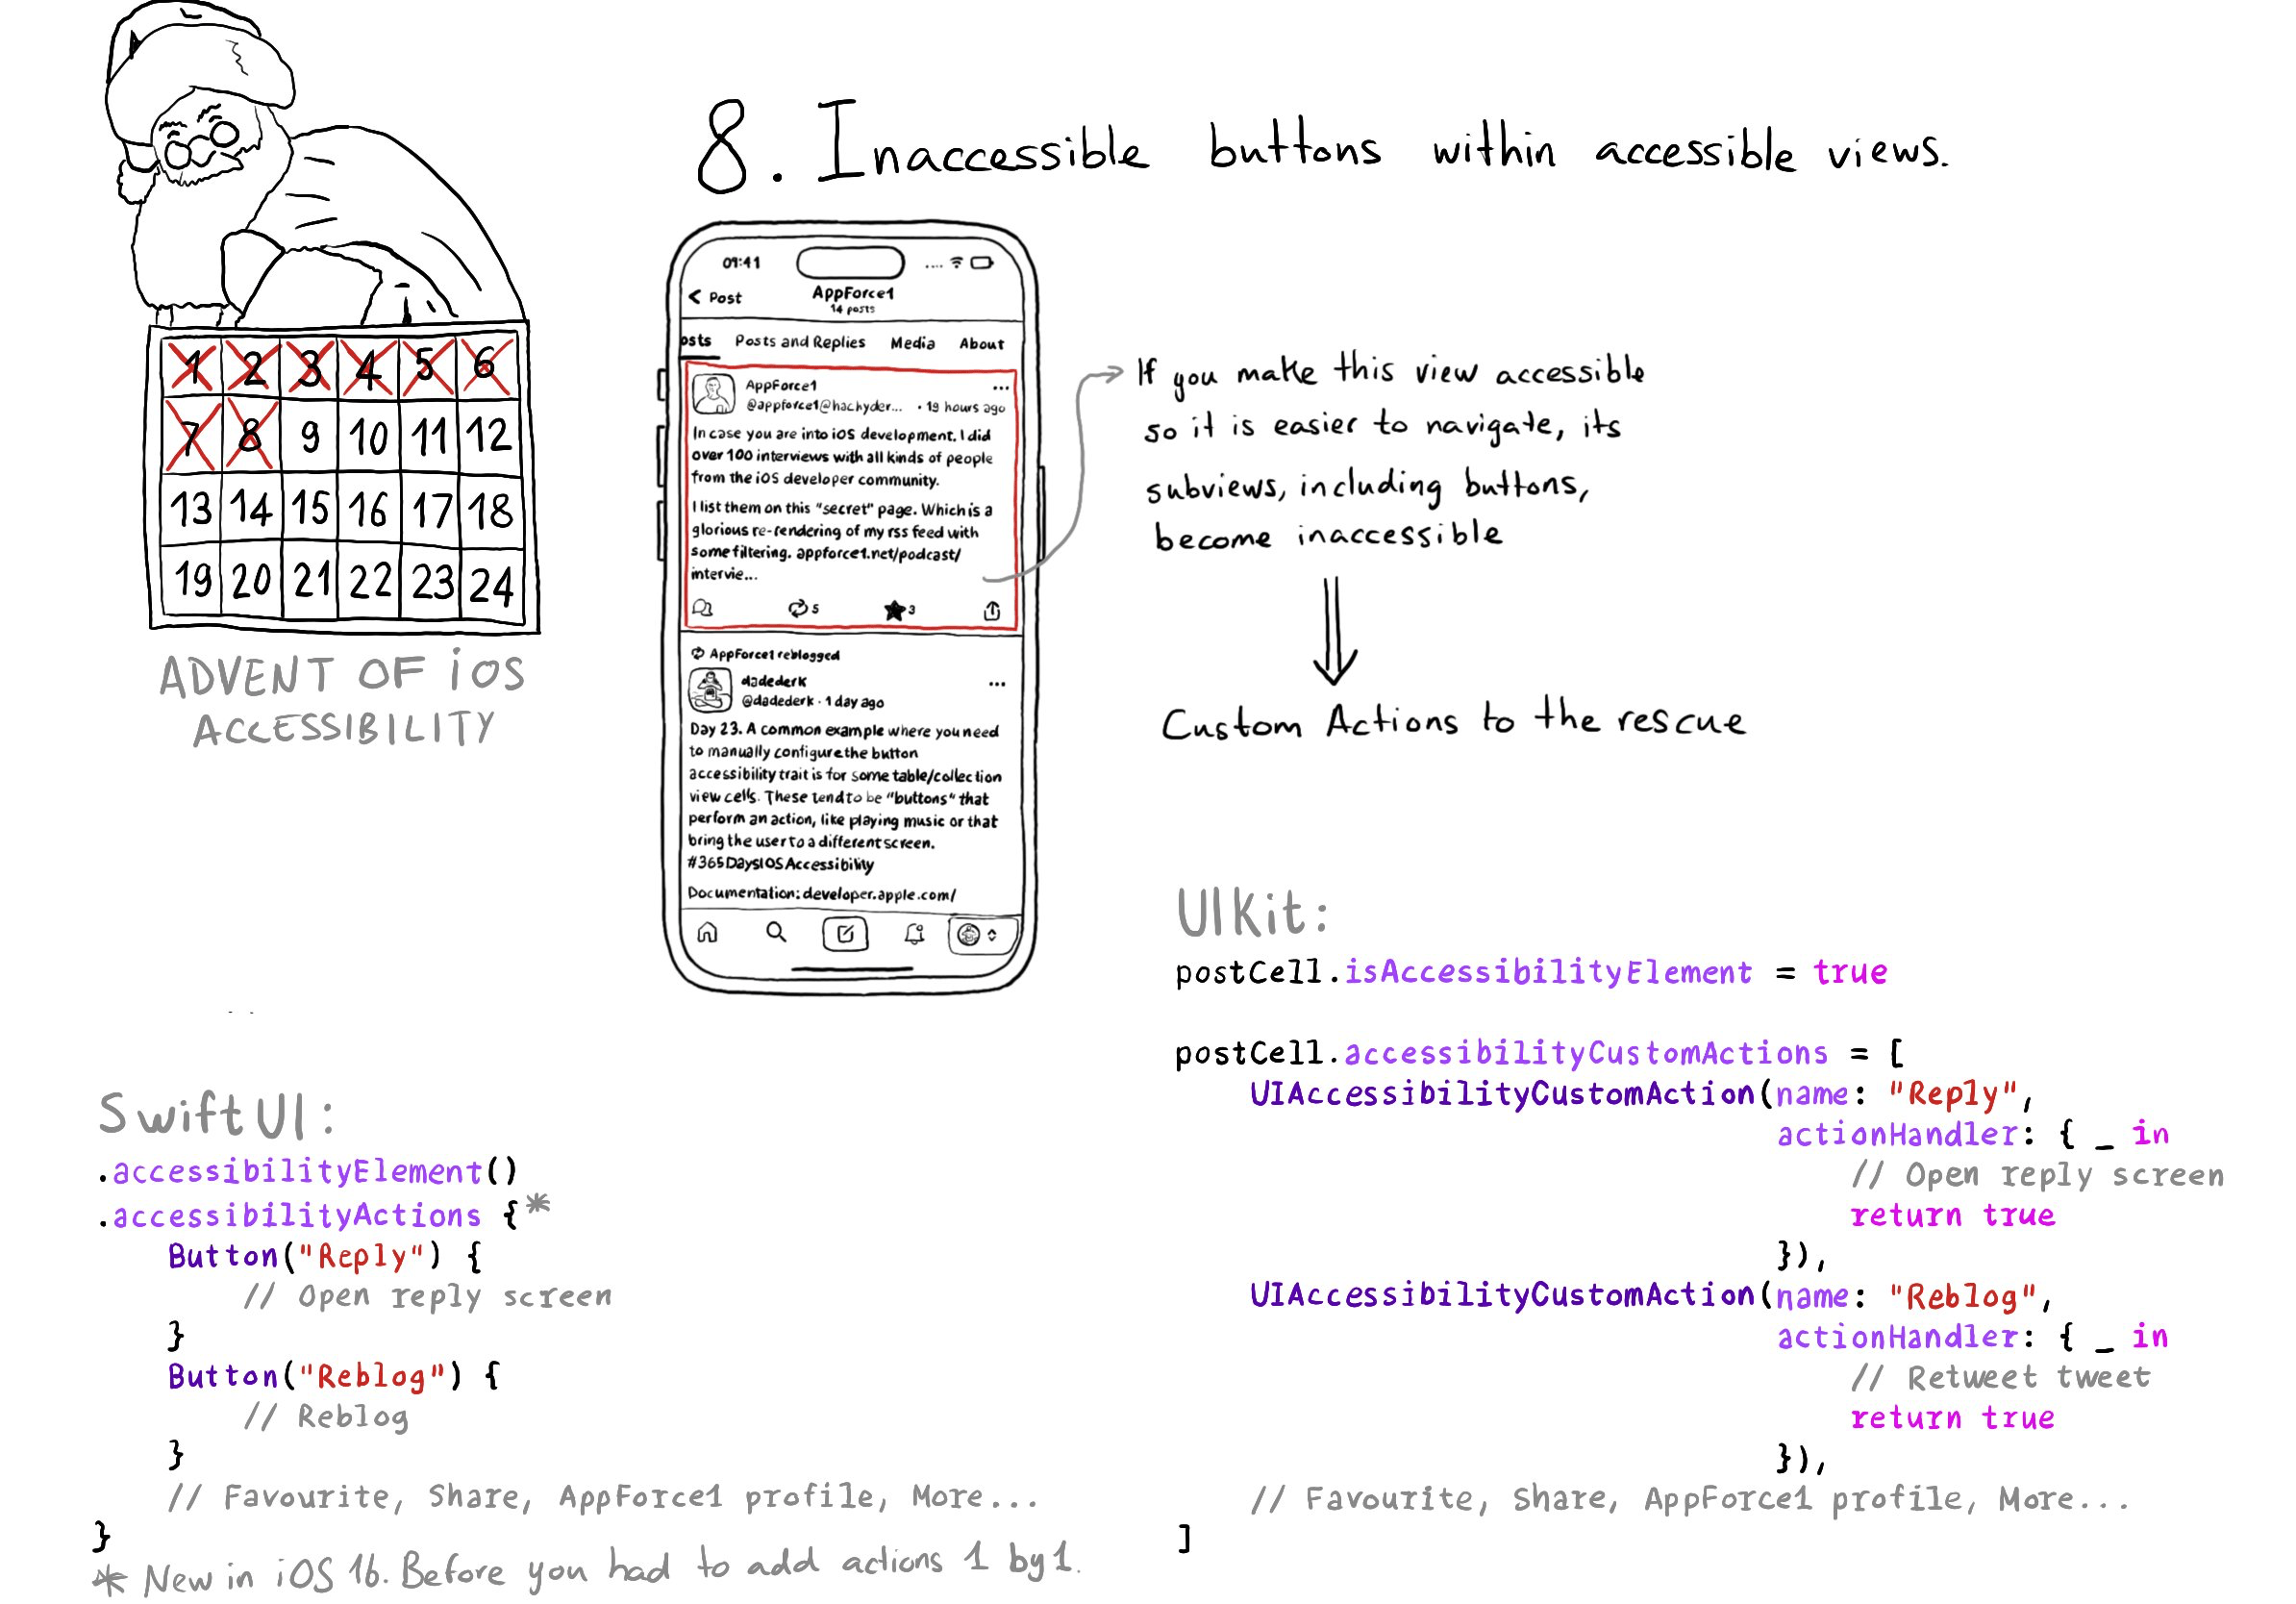 8. Inaccessible buttons within accessible views.
1 2 3 4 5 6
7 8 9 10 11 12
13 14 15 16 17 18
19 20 21 22 23 24
ADVENT OF iOS
ACCESSIBILITY
09:41
< Post
AppForce1
14 posts
osts Posts and Replies Media About
AppForce1
...
@appforce1@hachyder... · 19 hours ago
In case you are into iOS development. I did
over 100 interviews with all kinds of people
from the iOS developer community.
I list them on this "secret" page. Which is a
glorious re-rendering of my rss feed with
some filtering. appforce1.net/podcast/
intervie...
5 3
AppForce1 reblogged
dadederk
...
@dadederk · 1 day ago
Day 23. A common example where you need
to manually configure the button
accessibility trait is for some table/collection
view cells. These tend to be "buttons" that
perform an action, like playing music or that
bring the user to a different screen.
#365DaysIOSAccessibility
Documentation: developer.apple.com/
If you make this view accessible
so it is easier to navigate, its
subviews, including buttons,
become inaccessible
Custom Actions to the rescue
SwiftUI:
.accessibilityElement()
.accessibilityActions {*
Button("Reply") {
// Open reply screen
}
Button("Reblog") {
// Reblog
}
// Favourite, Share, AppForce1 profile, More...
}
* New in iOS 16. Before you had to add actions 1 by 1.
UIKit:
postCell.isAccessibilityElement = true
postCell.accessibilityCustomActions = [
UIAccessibilityCustomAction(name: "Reply",
actionHandler: { _ in
// Open reply screen
return true
}),
UIAccessibilityCustomAction(name: "Reblog",
actionHandler: { _ in
// Retweet tweet
return true
}),
// Favourite, Share, AppForce1 profile, More...
]